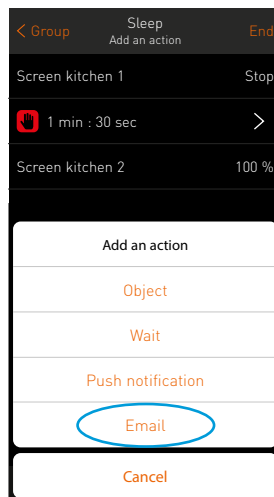 < Group Sleep End
Add an action
Screen kitchen 1 Stop
1 min : 30 sec >
Screen kitchen 2 100 %
Add an action
Object
Wait
Push notification
Email
Cancel